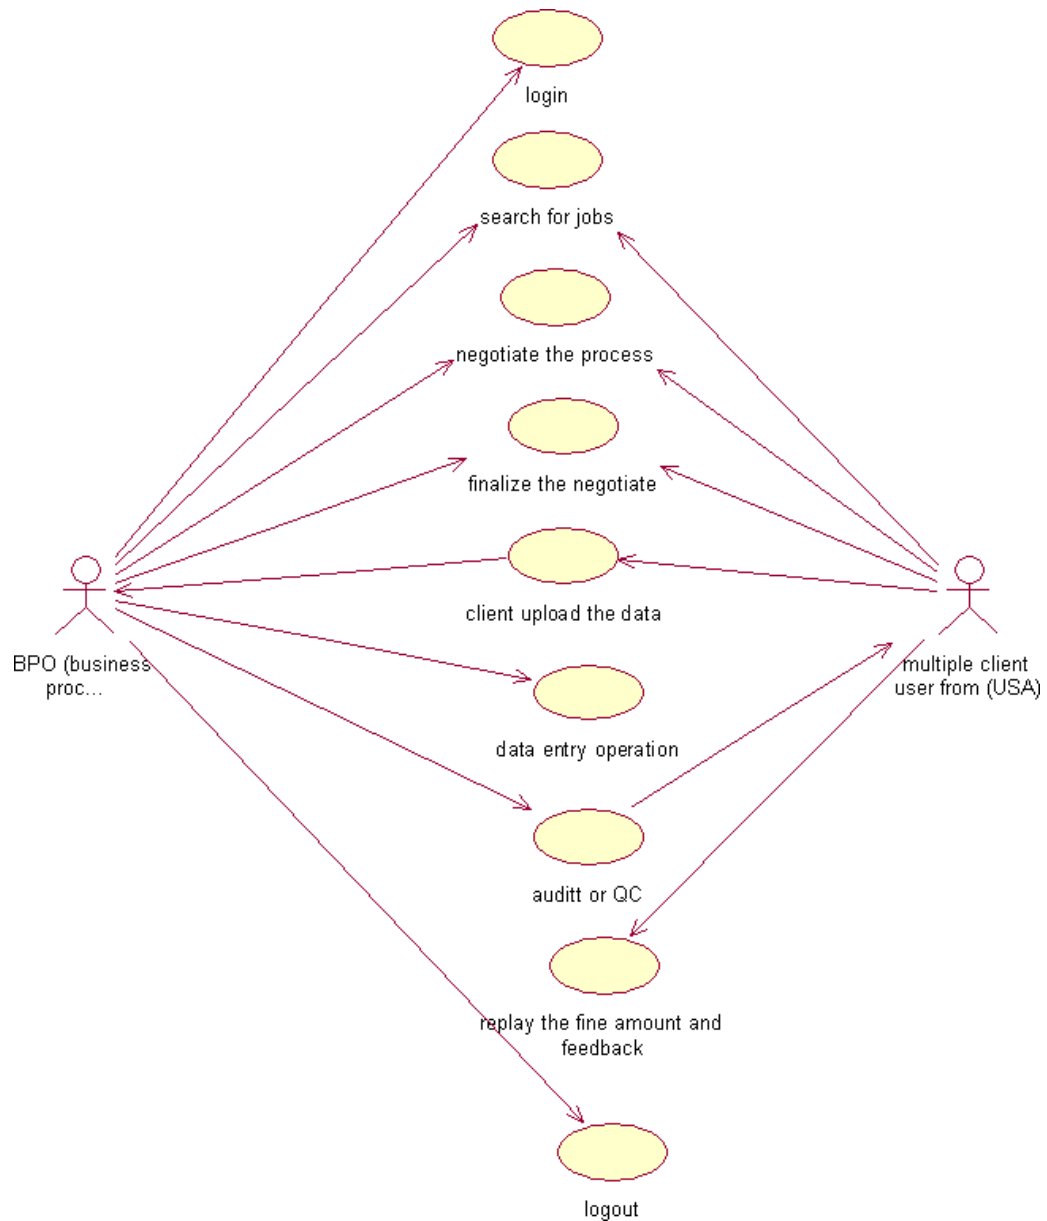 login
search for jobs
negotiate the process
finalize the negotiate
client upload the data
BPO (business
proc...
multiple client
user from (USA)
data entry operation
auditt or QC
replay the fine amount and
feedback
logout